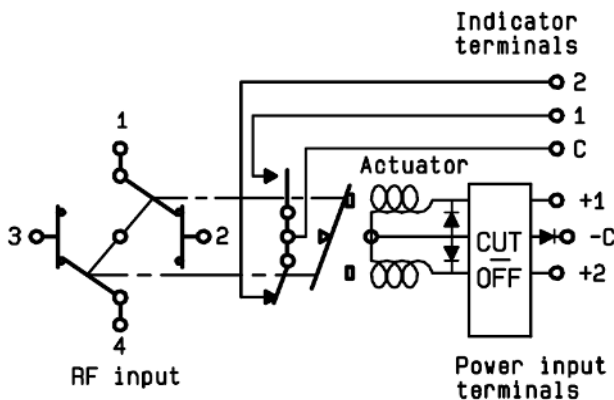 Indicator
terminals
2
1
C
1
Actuator
+1
3
2
CUT
-C
OFF
+2
4
RF input
Power input
terminals